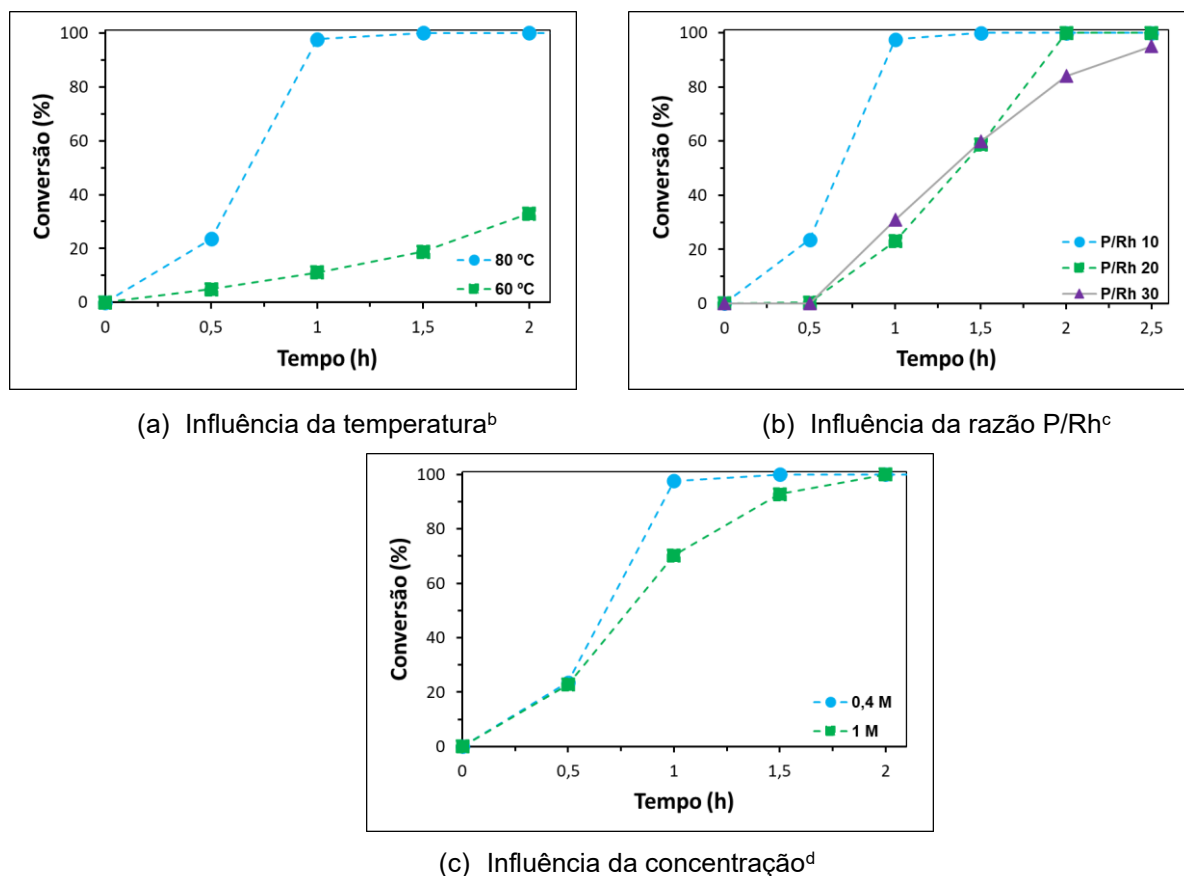 100
80
60
40
20
0
Conversão (%)
80 ºC
60 ºC
0 0,5 1 1,5 2
Tempo (h)
(a) Influência da temperaturaᵇ
100
80
60
40
20
0
Conversão (%)
P/Rh 10
P/Rh 20
P/Rh 30
0 0,5 1 1,5 2 2,5
Tempo (h)
(b) Influência da razão P/Rhᶜ
100
80
60
40
20
0
Conversão (%)
0,4 M
1 M
0 0,5 1 1,5 2
Tempo (h)
(c) Influência da concentraçãoᵈ